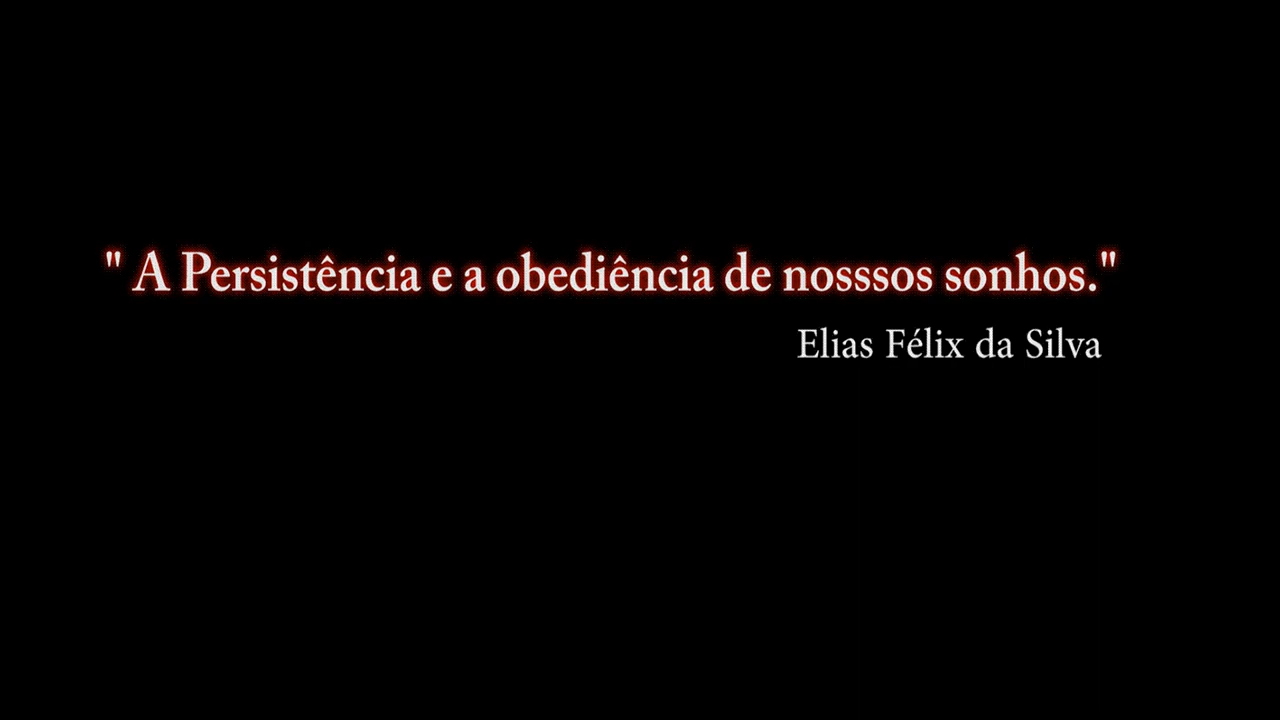 " A Persistência e a obediência de nosssos sonhos."
Elias Félix da Silva